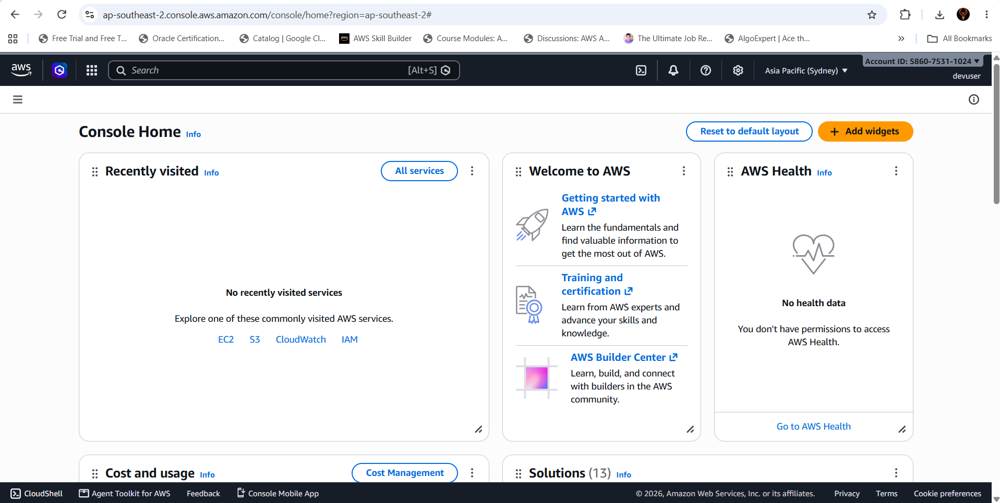 ap-southeast-2.console.aws.amazon.com/console/home?region=ap-southeast-2#
Free Trial and Free T...
Oracle Certification...
Catalog | Google Cl...
aws
AWS Skill Builder
Course Modules: A...
Discussions: AWS A...
The Ultimate Job Re...
AlgoExpert | Ace th...
»
All Bookmarks
aws
Search
[Alt+S]
Asia Pacific (Sydney)
Account ID: 5860-7531-1024
devuser
Console Home Info
Reset to default layout
+ Add widgets
Recently visited Info
All services
No recently visited services
Explore one of these commonly visited AWS services.
EC2 S3 CloudWatch IAM
Welcome to AWS
Getting started with
AWS
Learn the fundamentals and
find valuable information to
get the most out of AWS.
Training and
certification
Learn from AWS experts and
advance your skills and
knowledge.
AWS Builder Center
Learn, build, and connect
with builders in the AWS
community.
AWS Health Info
No health data
You don't have permissions to access
AWS Health.
Go to AWS Health
Cost and usage Info
Cost Management
Solutions (13) Info
CloudShell
Agent Toolkit for AWS
Feedback
Console Mobile App
© 2026, Amazon Web Services, Inc. or its affiliates.
Privacy
Terms
Cookie preferences